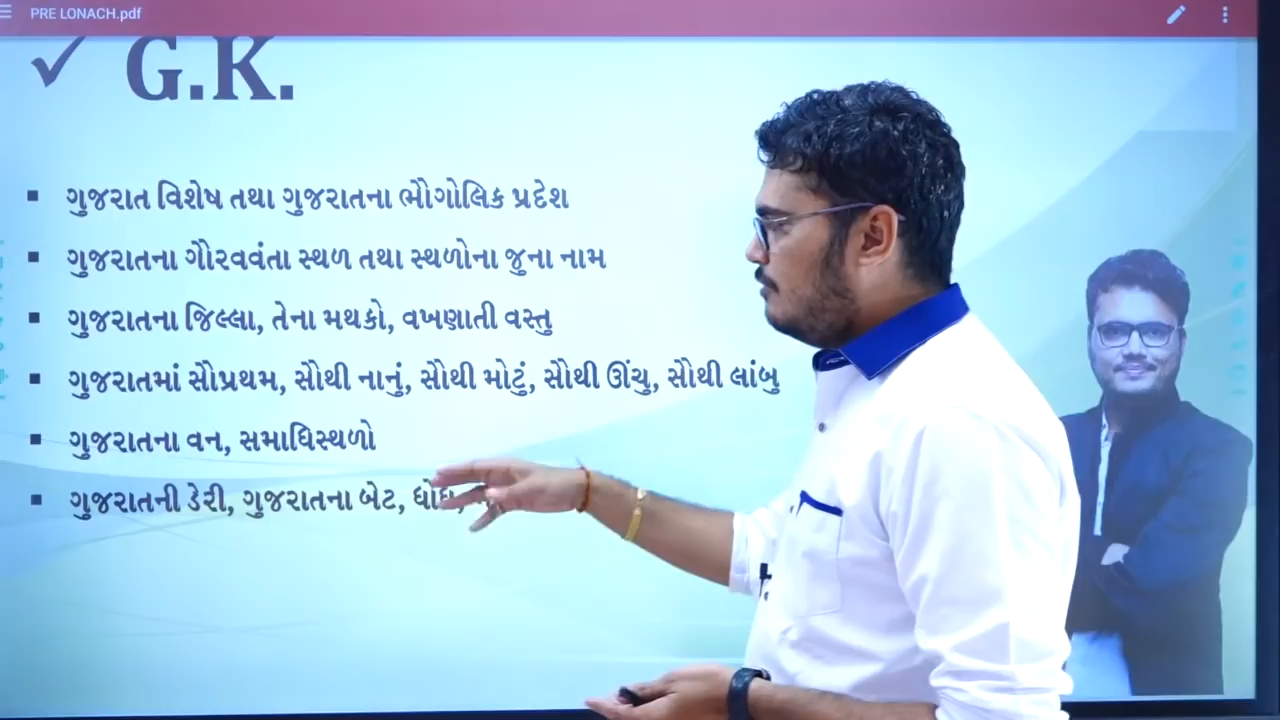 PRE LONACH.pdf
✓ G.K.
▪ ગુજરાત વિશેષ તથા ગુજરાતના ભૌગોલિક પ્રદેશ
▪ ગુજરાતના ગૌરવવંતા સ્થળ તથા સ્થળોના જુના નામ
▪ ગુજરાતના જિલ્લા, તેના મથકો, વખણાતી વસ્તુ
▪ ગુજરાતમાં સૌપ્રથમ, સૌથી નાનું, સૌથી મોટું, સૌથી ઊંચુ, સૌથી લાંબુ
▪ ગુજરાતના વન, સમાધિસ્થળો
▪ ગુજરાતની ડેરી, ગુજરાતના બેટ, ધોધ,